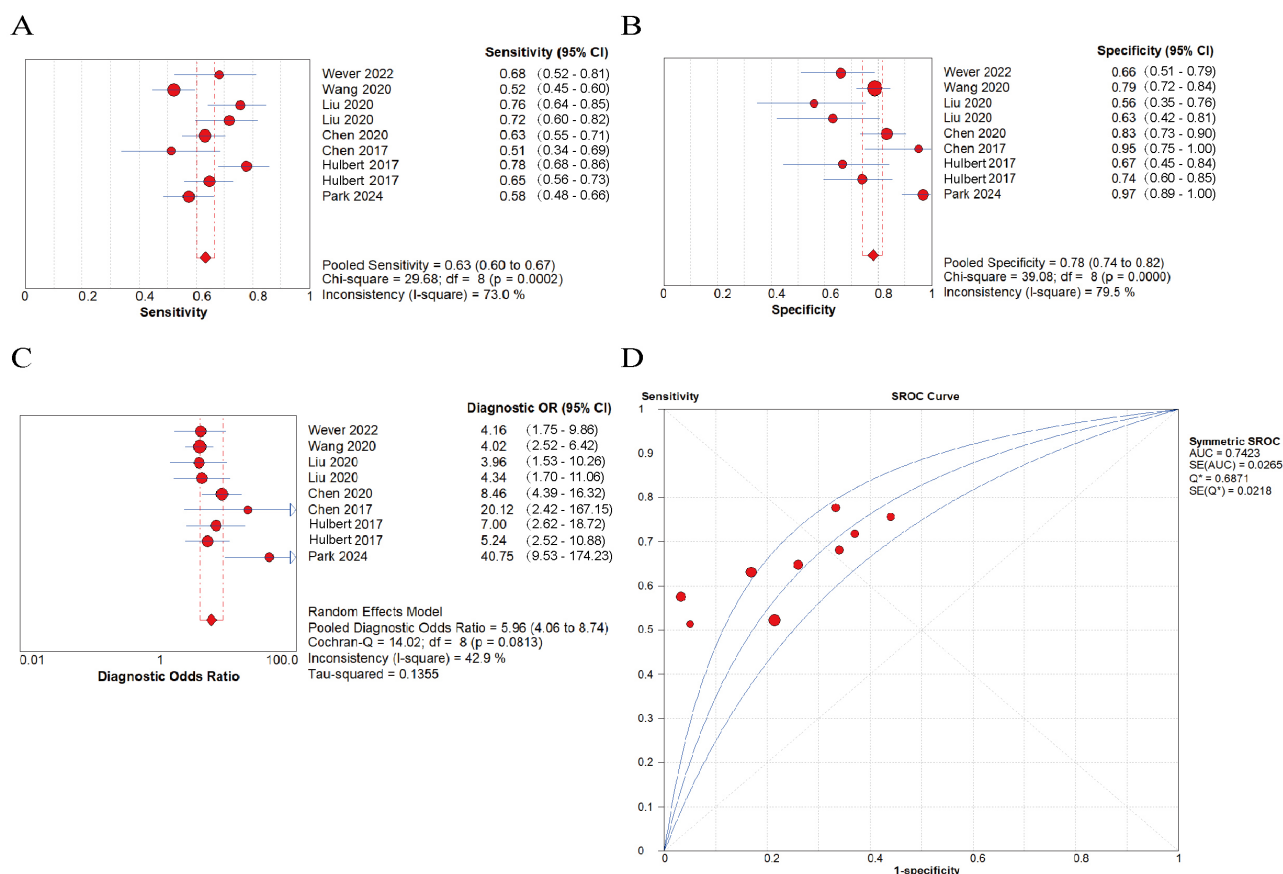 A
Sensitivity (95% CI)
Wever 2022 0.68 (0.52 - 0.81)
Wang 2020 0.52 (0.45 - 0.60)
Liu 2020 0.76 (0.64 - 0.85)
Liu 2020 0.72 (0.60 - 0.82)
Chen 2020 0.63 (0.55 - 0.71)
Chen 2017 0.51 (0.34 - 0.69)
Hulbert 2017 0.78 (0.68 - 0.86)
Hulbert 2017 0.65 (0.56 - 0.73)
Park 2024 0.58 (0.48 - 0.66)
Pooled Sensitivity = 0.63 (0.60 to 0.67)
Chi-square = 29.68; df = 8 (p = 0.0002)
Inconsistency (I-square) = 73.0 %
0 0.2 0.4 0.6 0.8 1
Sensitivity
B
Specificity (95% CI)
Wever 2022 0.66 (0.51 - 0.79)
Wang 2020 0.79 (0.72 - 0.84)
Liu 2020 0.56 (0.35 - 0.76)
Liu 2020 0.63 (0.42 - 0.81)
Chen 2020 0.83 (0.73 - 0.90)
Chen 2017 0.95 (0.75 - 1.00)
Hulbert 2017 0.67 (0.45 - 0.84)
Hulbert 2017 0.74 (0.60 - 0.85)
Park 2024 0.97 (0.89 - 1.00)
Pooled Specificity = 0.78 (0.74 to 0.82)
Chi-square = 39.08; df = 8 (p = 0.0000)
Inconsistency (I-square) = 79.5 %
0 0.2 0.4 0.6 0.8 1
Specificity
C
Diagnostic OR (95% CI)
Wever 2022 4.16 (1.75 - 9.86)
Wang 2020 4.02 (2.52 - 6.42)
Liu 2020 3.96 (1.53 - 10.26)
Liu 2020 4.34 (1.70 - 11.06)
Chen 2020 8.46 (4.39 - 16.32)
Chen 2017 20.12 (2.42 - 167.15)
Hulbert 2017 7.00 (2.62 - 18.72)
Hulbert 2017 5.24 (2.52 - 10.88)
Park 2024 40.75 (9.53 - 174.23)
Random Effects Model
Pooled Diagnostic Odds Ratio = 5.96 (4.06 to 8.74)
Cochran-Q = 14.02; df = 8 (p = 0.0813)
Inconsistency (I-square) = 42.9 %
Tau-squared = 0.1355
0.01 1 100.0
Diagnostic Odds Ratio
D
Sensitivity
SROC Curve
1
0.9
0.8
0.7
0.6
0.5
0.4
0.3
0.2
0.1
0
0 0.2 0.4 0.6 0.8 1
1-specificity
Symmetric SROC
AUC = 0.7423
SE(AUC) = 0.0265
Q* = 0.6871
SE(Q*) = 0.0218